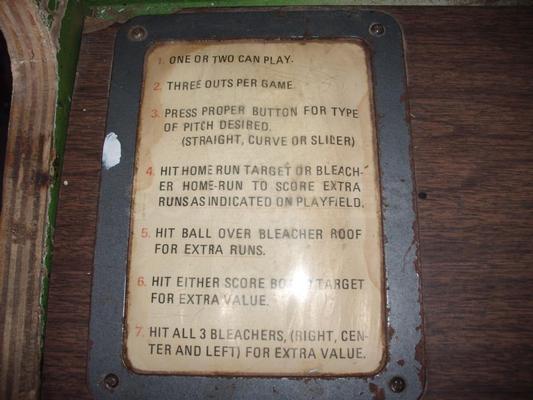 1. ONE OR TWO CAN PLAY.
2. THREE OUTS PER GAME.
3. PRESS PROPER BUTTON FOR TYPE
OF PITCH DESIRED.
(STRAIGHT, CURVE OR SLIDER)
4. HIT HOME RUN TARGET OR BLEACH-
ER HOME-RUN TO SCORE EXTRA
RUNS AS INDICATED ON PLAYFIELD.
5. HIT BALL OVER BLEACHER ROOF
FOR EXTRA RUNS.
6. HIT EITHER SCORE BOARD TARGET
FOR EXTRA VALUE.
7. HIT ALL 3 BLEACHERS, (RIGHT, CEN-
TER AND LEFT) FOR EXTRA VALUE.